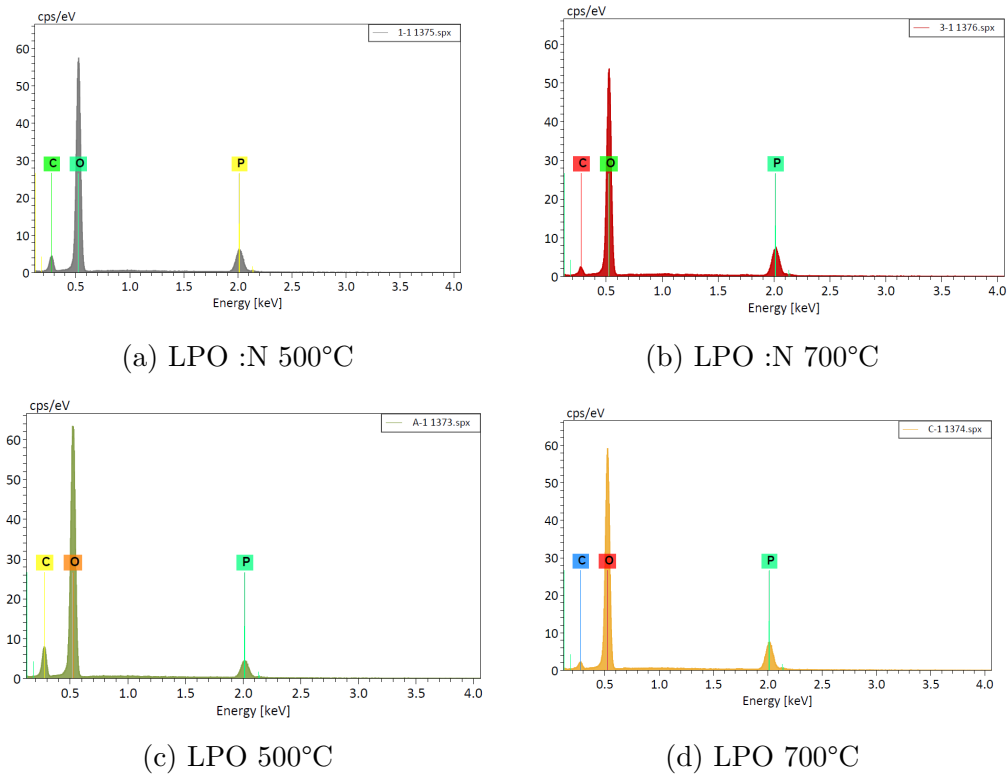 cps/eV
1-1 1375.spx
60
50
40
30
20
10
0
C
O
P
0.5 1.0 1.5 2.0 2.5 3.0 3.5 4.0
Energy [keV]
(a) LPO :N 500°C
cps/eV
3-1 1376.spx
60
50
40
30
20
10
0
C
O
P
0.5 1.0 1.5 2.0 2.5 3.0 3.5 4.0
Energy [keV]
(b) LPO :N 700°C
cps/eV
A-1 1373.spx
60
50
40
30
20
10
0
C
O
P
0.5 1.0 1.5 2.0 2.5 3.0 3.5 4.0
Energy [keV]
(c) LPO 500°C
cps/eV
C-1 1374.spx
60
50
40
30
20
10
0
C
O
P
0.5 1.0 1.5 2.0 2.5 3.0 3.5 4.0
Energy [keV]
(d) LPO 700°C